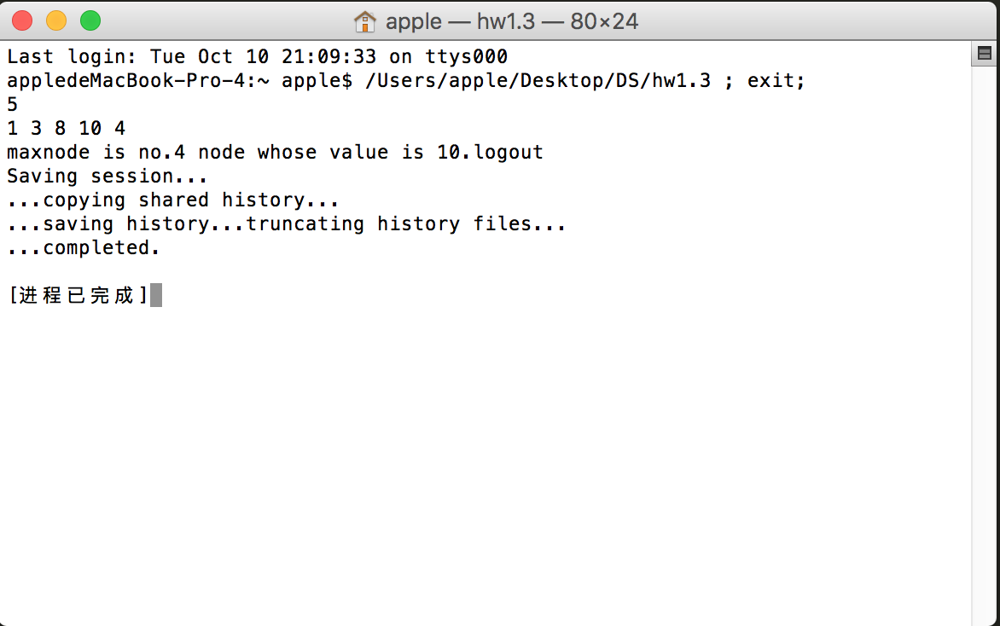 apple — hw1.3 — 80×24
Last login: Tue Oct 10 21:09:33 on ttys000
appledeMacBook-Pro-4:~ apple$ /Users/apple/Desktop/DS/hw1.3 ; exit;
5
1 3 8 10 4
maxnode is no.4 node whose value is 10.logout
Saving session...
...copying shared history...
...saving history...truncating history files...
...completed.
[进程已完成]